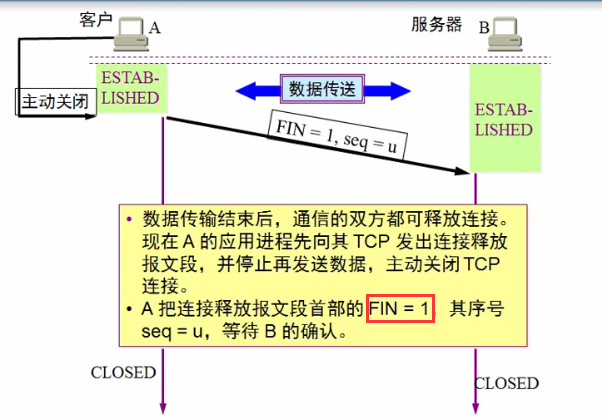 客户
A
服务器
B
ESTAB-
LISHED
主动关闭
数据传送
ESTAB-
LISHED
FIN = 1, seq = u
• 数据传输结束后，通信的双方都可释放连接。
现在 A 的应用进程先向其 TCP 发出连接释放
报文段，并停止再发送数据，主动关闭 TCP
连接。
• A 把连接释放报文段首部的 FIN = 1，其序号
seq = u，等待 B 的确认。
CLOSED
CLOSED